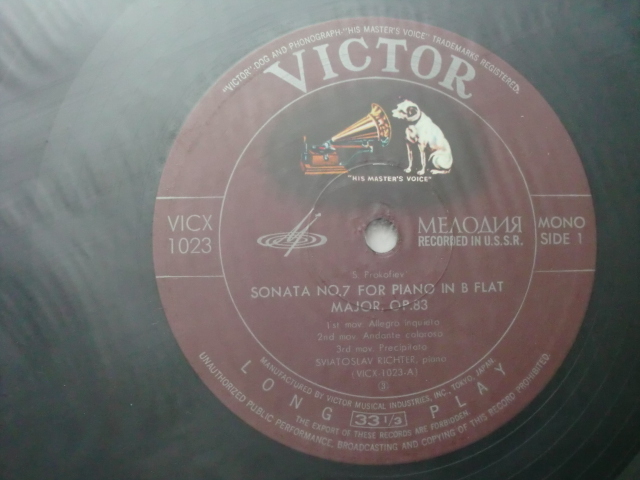 "VICTOR"-DOG AND PHONOGRAPH-"HIS MASTER'S VOICE" TRADEMARKS REGISTERED.
VICTOR
"HIS MASTER'S VOICE"
VICX
1023
МЕЛОДИЯ
RECORDED IN U.S.S.R.
MONO
SIDE 1
S. Prokofiev
SONATA NO.7 FOR PIANO IN B FLAT
MAJOR, OP.83
1st mov. Allegro inquieto
2nd mov. Andante caloroso
3rd mov. Precipitato
SVIATOSLAV RICHTER, piano
(VICX-1023-A)
MANUFACTURED BY VICTOR MUSICAL INDUSTRIES, INC., TOKYO, JAPAN.
LONG PLAY
33 1/3
THE EXPORT OF THESE RECORDS ARE FORBIDDEN.
UNAUTHORIZED PUBLIC PERFORMANCE, BROADCASTING AND COPYING OF THIS RECORD PROHIBITED.